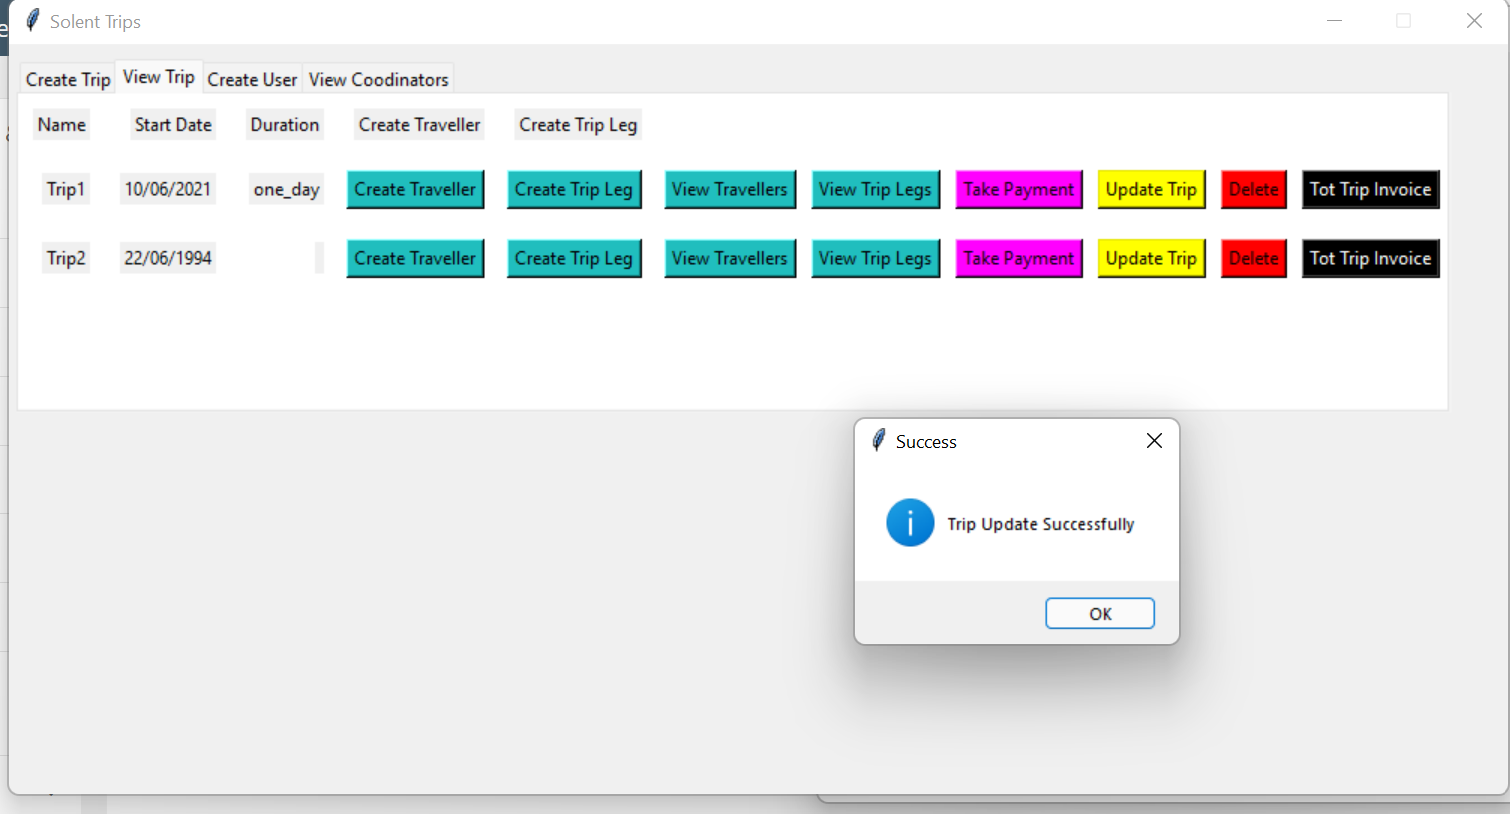 Solent Trips
Create Trip View Trip Create User View Coodinators
Name Start Date Duration Create Traveller Create Trip Leg
Trip1 10/06/2021 one_day Create Traveller Create Trip Leg View Travellers View Trip Legs Take Payment Update Trip Delete Tot Trip Invoice
Trip2 22/06/1994 Create Traveller Create Trip Leg View Travellers View Trip Legs Take Payment Update Trip Delete Tot Trip Invoice
Success
Trip Update Successfully
OK